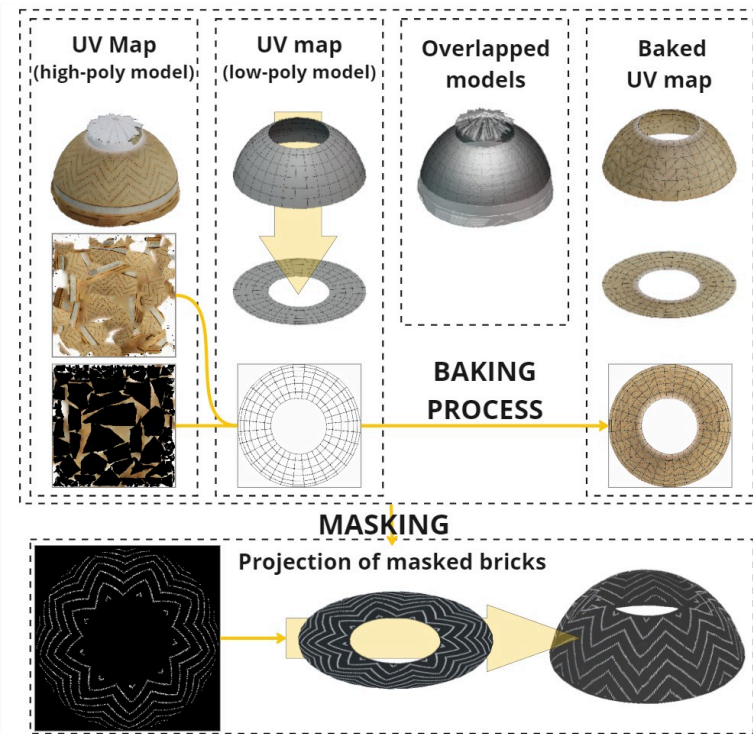 UV Map
(high-poly model)
UV map
(low-poly model)
Overlapped
models
Baked
UV map
BAKING
PROCESS
MASKING
Projection of masked bricks